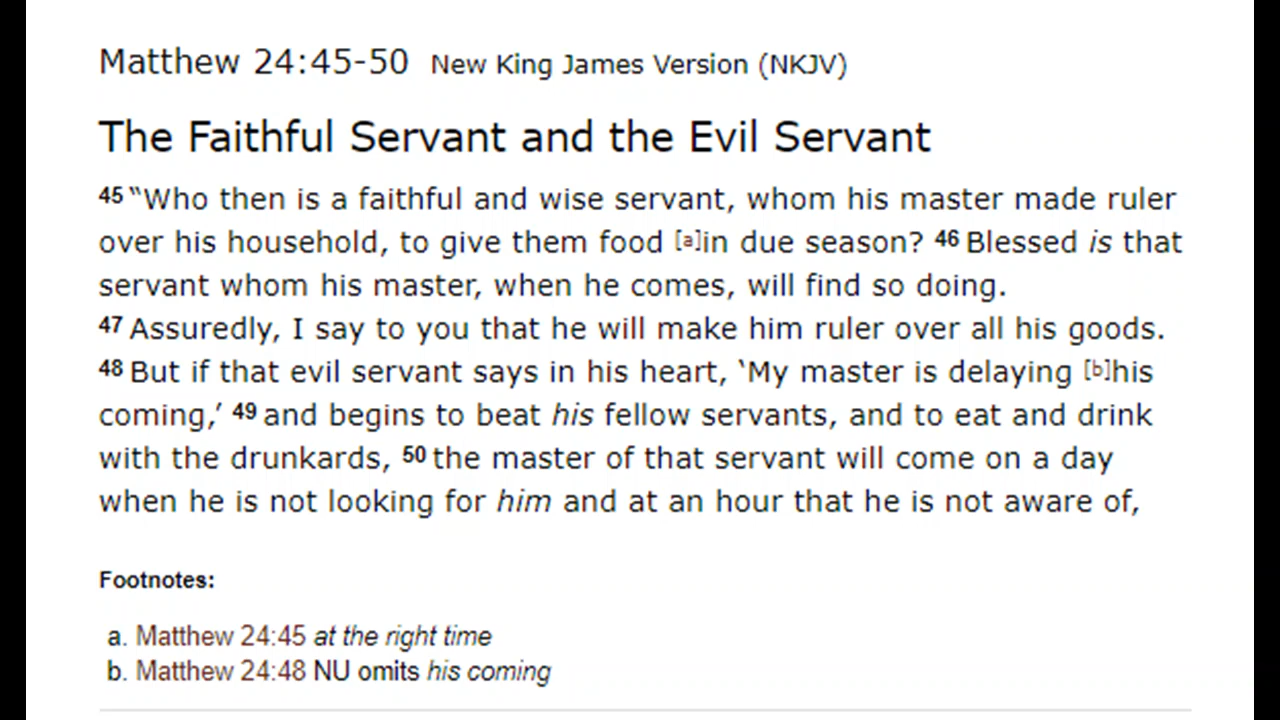 Matthew 24:45-50 New King James Version (NKJV)
The Faithful Servant and the Evil Servant
45 “Who then is a faithful and wise servant, whom his master made ruler
over his household, to give them food [a]in due season? 46 Blessed is that
servant whom his master, when he comes, will find so doing.
47 Assuredly, I say to you that he will make him ruler over all his goods.
48 But if that evil servant says in his heart, ‘My master is delaying [b]his
coming,’ 49 and begins to beat his fellow servants, and to eat and drink
with the drunkards, 50 the master of that servant will come on a day
when he is not looking for him and at an hour that he is not aware of,
Footnotes:
a. Matthew 24:45 at the right time
b. Matthew 24:48 NU omits his coming